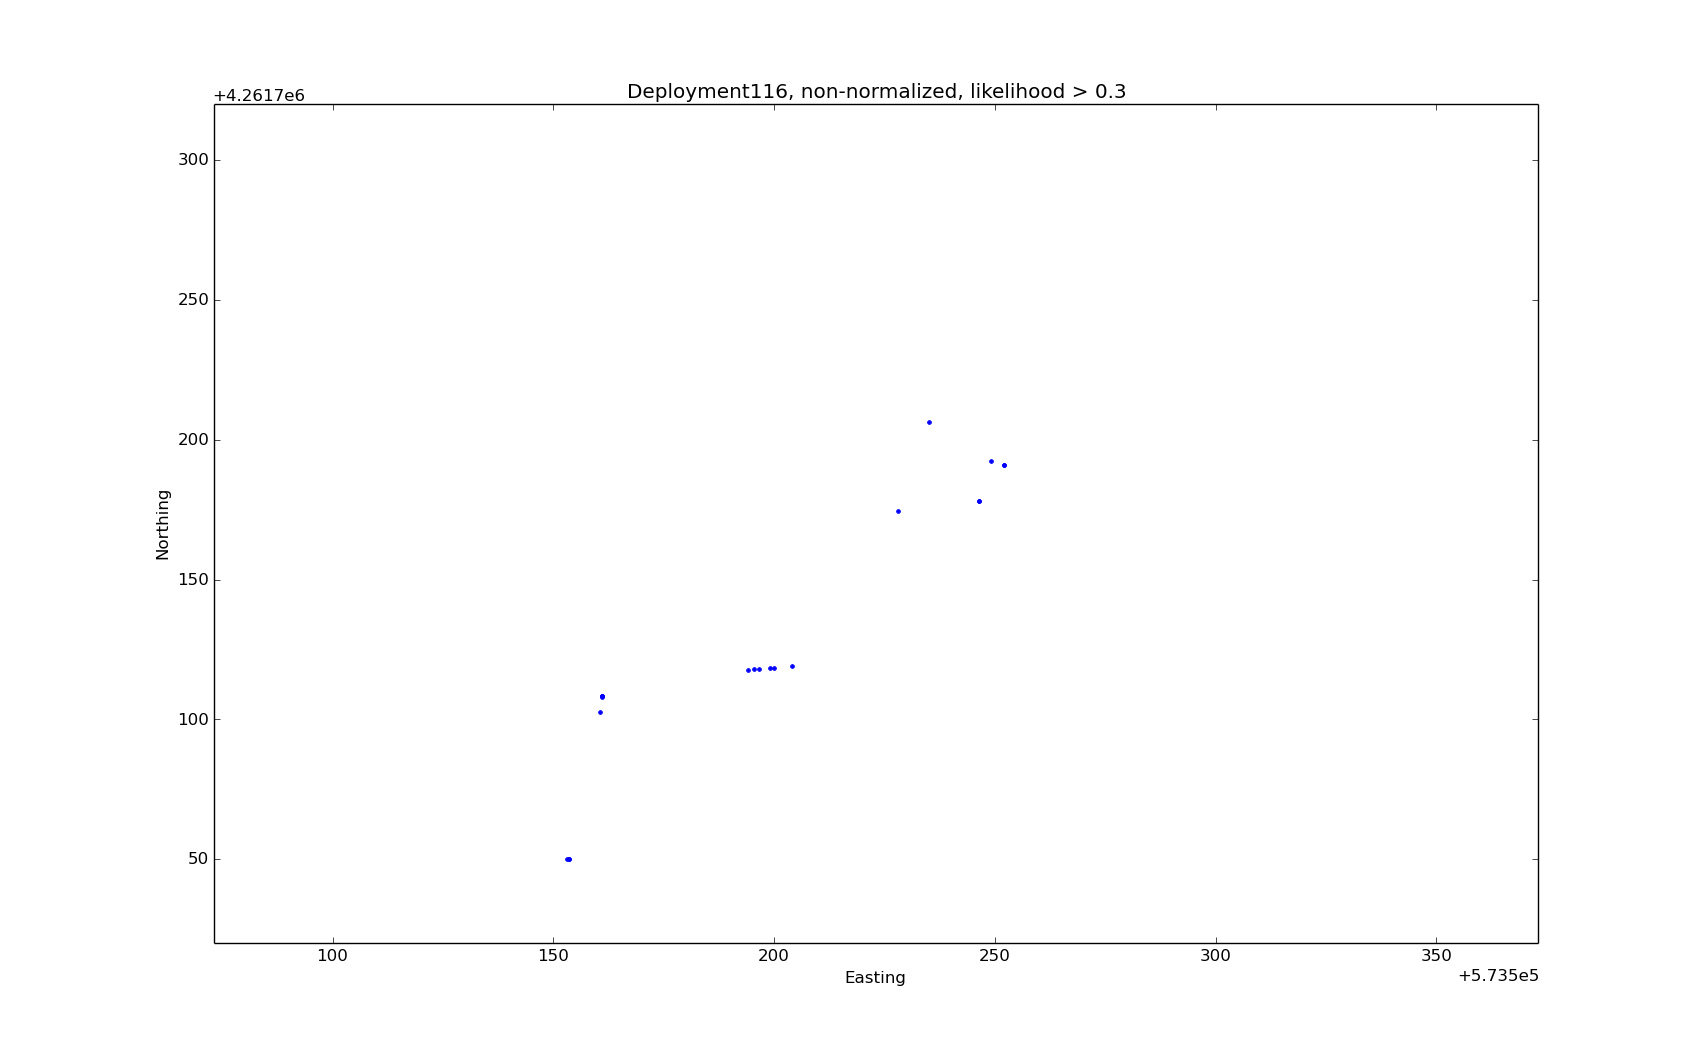 Deployment116, non-normalized, likelihood > 0.3
+4.2617e6
300
250
200
150
100
50
Northing
100 150 200 250 300 350
Easting
+5.735e5